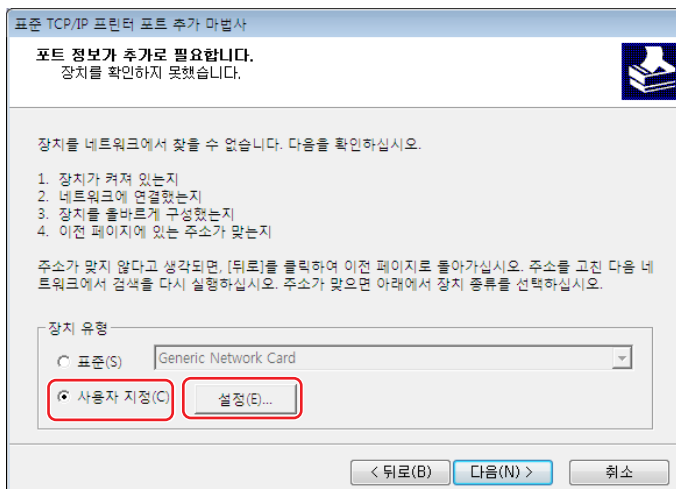 표준 TCP/IP 프린터 포트 추가 마법사
포트 정보가 추가로 필요합니다.
장치를 확인하지 못했습니다.
장치를 네트워크에서 찾을 수 없습니다. 다음을 확인하십시오.
1. 장치가 켜져 있는지
2. 네트워크에 연결했는지
3. 장치를 올바르게 구성했는지
4. 이전 페이지에 있는 주소가 맞는지
주소가 맞지 않다고 생각되면, [뒤로]를 클릭하여 이전 페이지로 돌아가십시오. 주소를 고친 다음 네
트워크에서 검색을 다시 실행하십시오. 주소가 맞으면 아래에서 장치 종류를 선택하십시오.
장치 유형
표준(S) Generic Network Card
사용자 지정(C) 설정(E)...
< 뒤로(B) 다음(N) > 취소